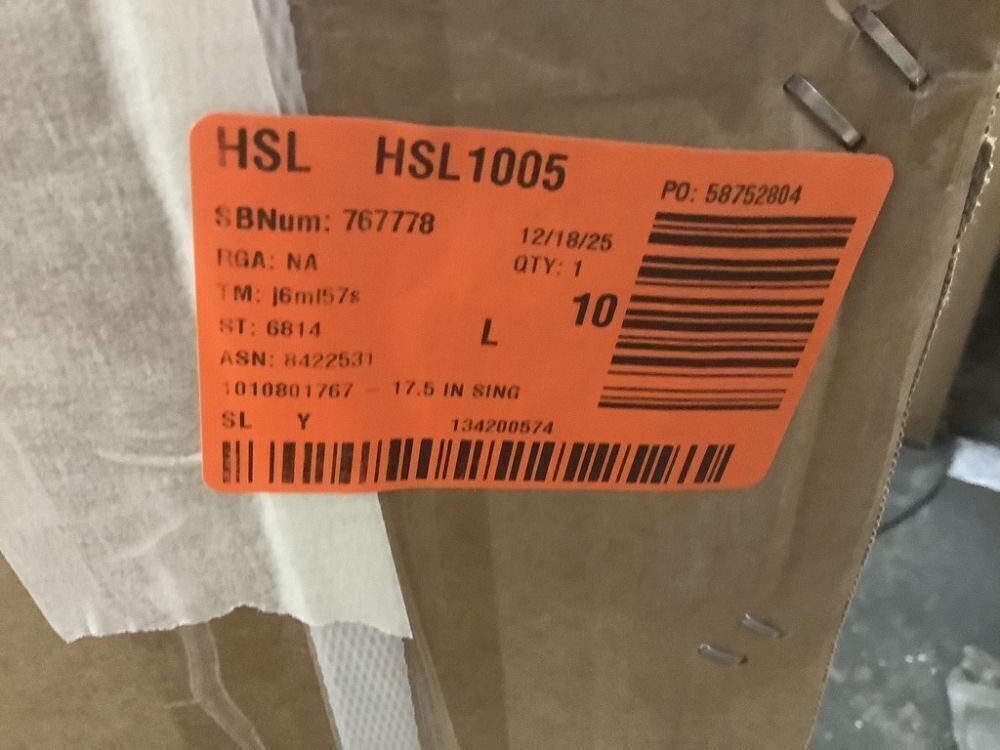 HSL HSL1005
PO: 58752804
SBNum: 767778
12/18/25
RGA: NA
QTY: 1
TM: j6ml57s
10
ST: 6814
L
ASN: 8422531
1010801767 - 17.5 IN SING
SL Y
134200574